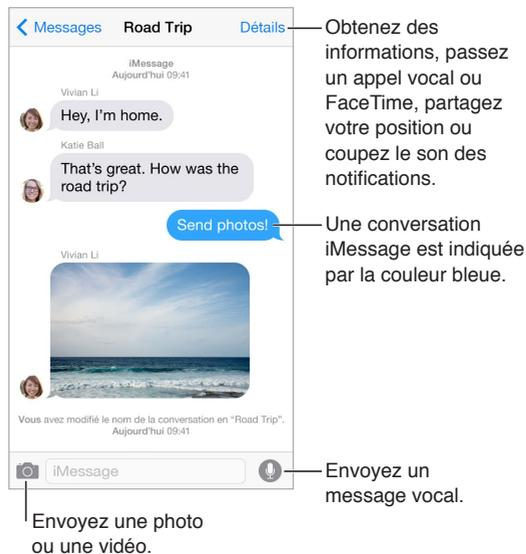 Messages Road Trip Détails
iMessage
Aujourd'hui 09:41
Vivian Li
Hey, I'm home.
Katie Ball
That's great. How was the
road trip?
Send photos!
Vivian Li
Vous avez modifié le nom de la conversation en “Road Trip”.
Aujourd'hui 09:41
iMessage
Obtenez des
informations, passez
un appel vocal ou
FaceTime, partagez
votre position ou
coupez le son des
notifications.
Une conversation
iMessage est indiquée
par la couleur bleue.
Envoyez un
message vocal.
Envoyez une photo
ou une vidéo.